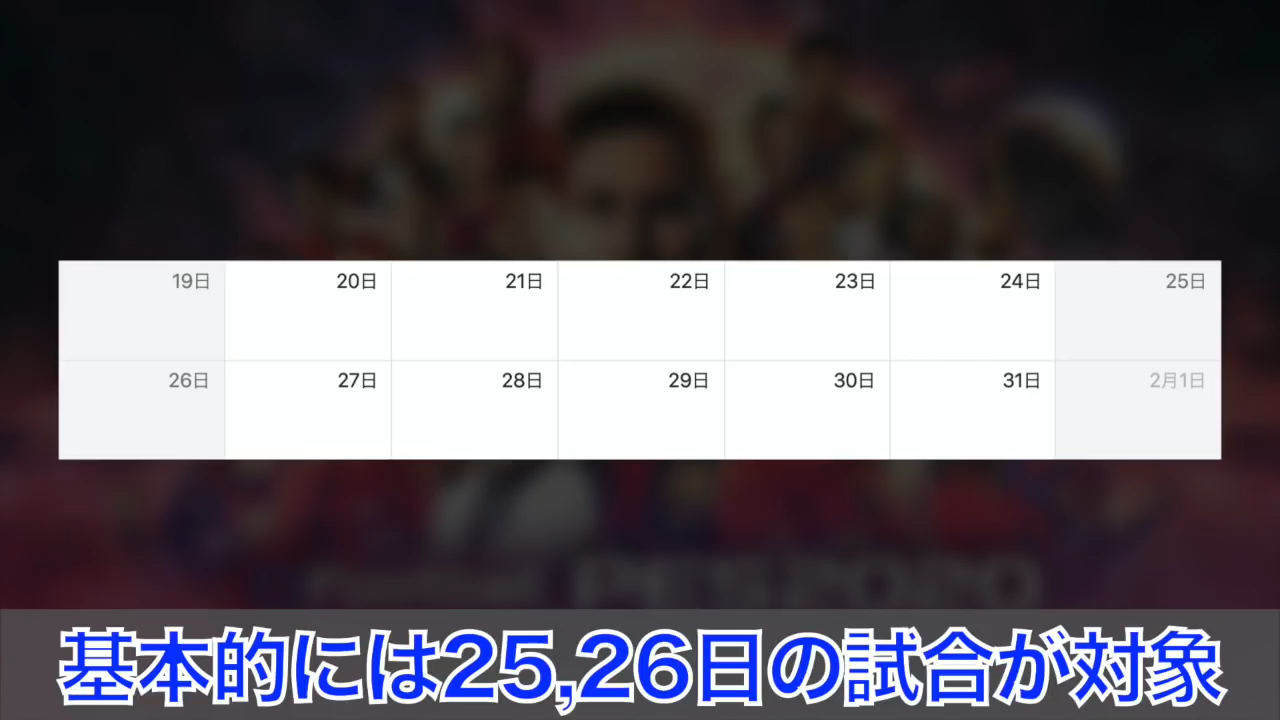 19日 20日 21日 22日 23日 24日 25日
26日 27日 28日 29日 30日 31日 2月1日
PES2020
基本的には25,26日の試合が対象